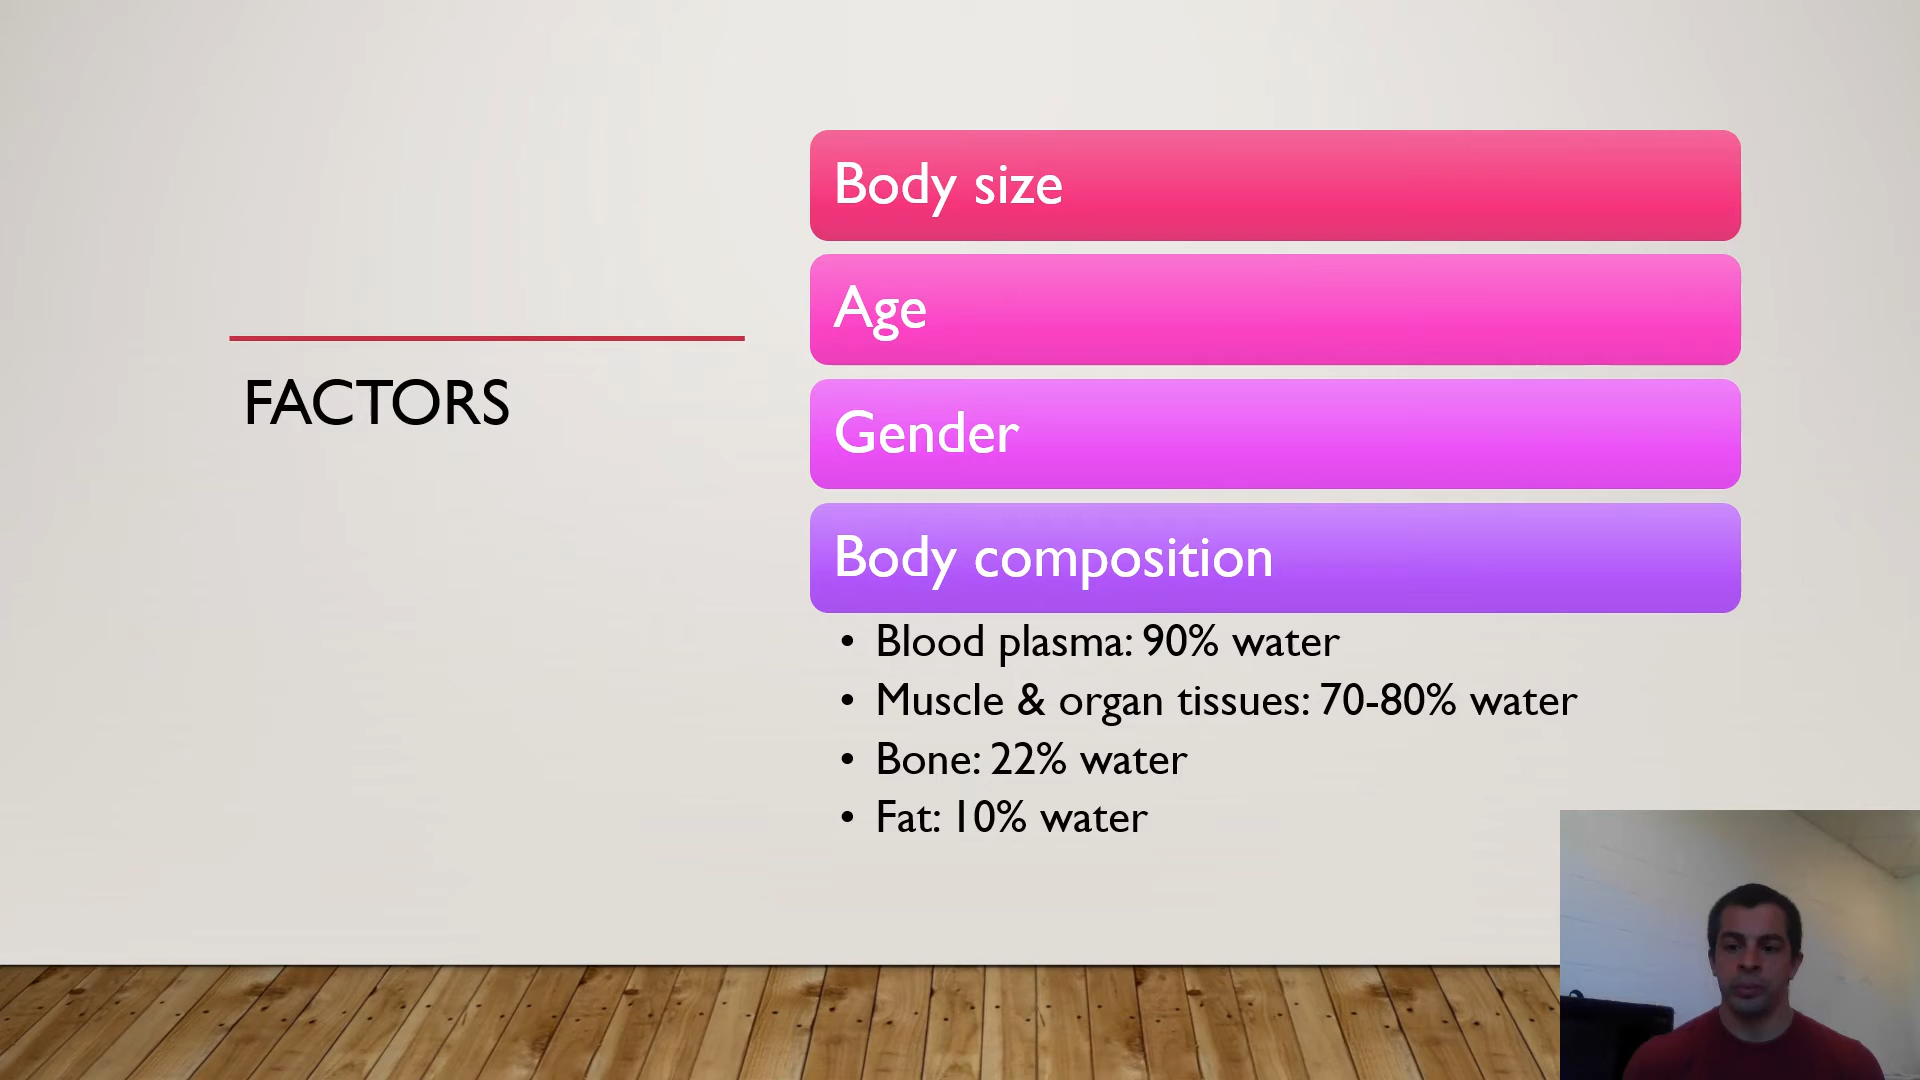 FACTORS
Body size
Age
Gender
Body composition
• Blood plasma: 90% water
• Muscle & organ tissues: 70-80% water
• Bone: 22% water
• Fat: 10% water